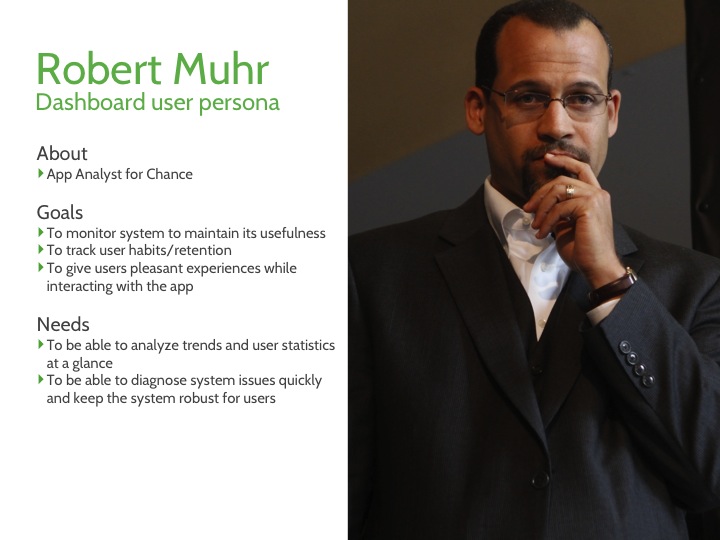 Robert Muhr
Dashboard user persona
About
App Analyst for Chance
Goals
To monitor system to maintain its usefulness
To track user habits/retention
To give users pleasant experiences while
interacting with the app
Needs
To be able to analyze trends and user statistics
at a glance
To be able to diagnose system issues quickly
and keep the system robust for users